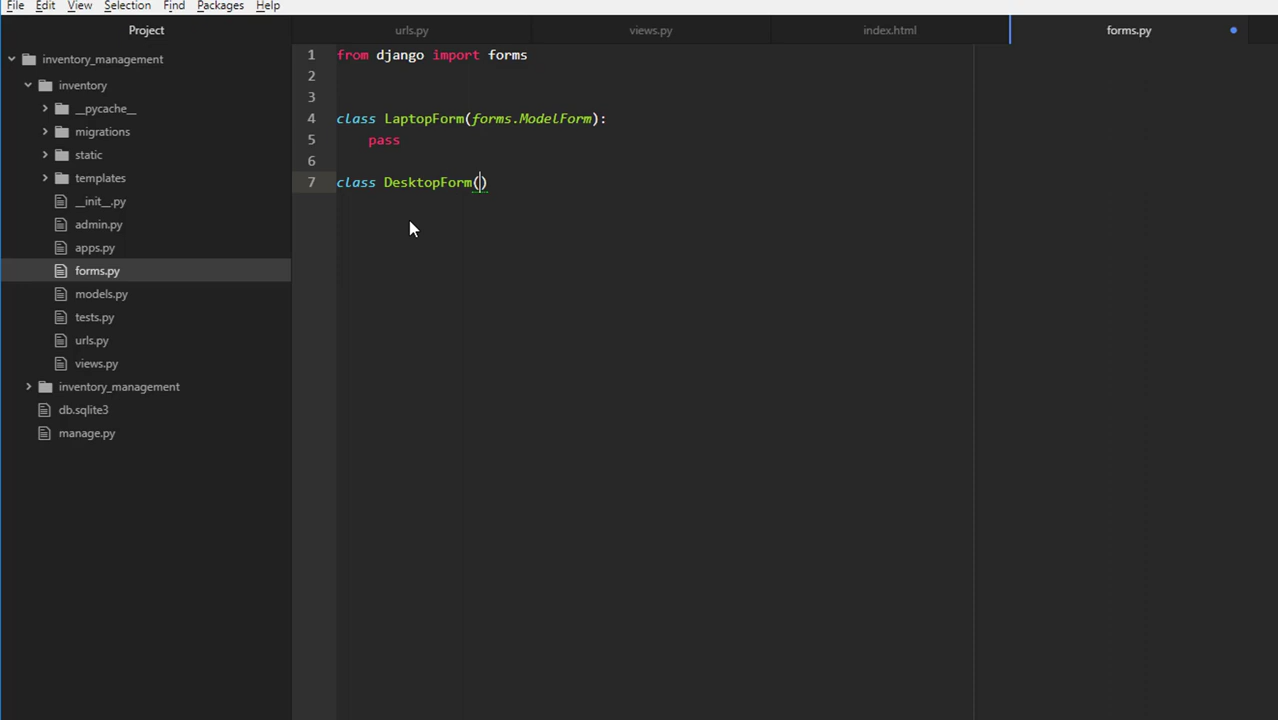 File Edit View Selection Find Packages Help
Project
urls.py views.py index.html forms.py
inventory_management
inventory
__pycache__
migrations
static
templates
__init__.py
admin.py
apps.py
forms.py
models.py
tests.py
urls.py
views.py
inventory_management
db.sqlite3
manage.py
1 from django import forms
2
3
4 class LaptopForm(forms.ModelForm):
5     pass
6
7 class DesktopForm()